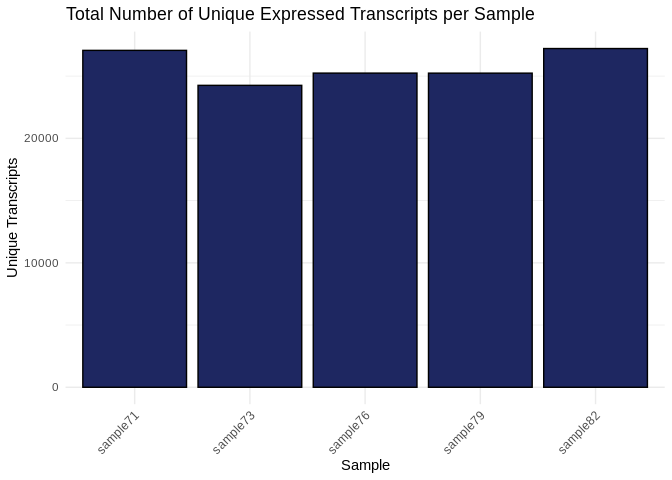 Total Number of Unique Expressed Transcripts per Sample
Unique Transcripts
20000
10000
0
sample71
sample73
sample76
sample79
sample82
Sample